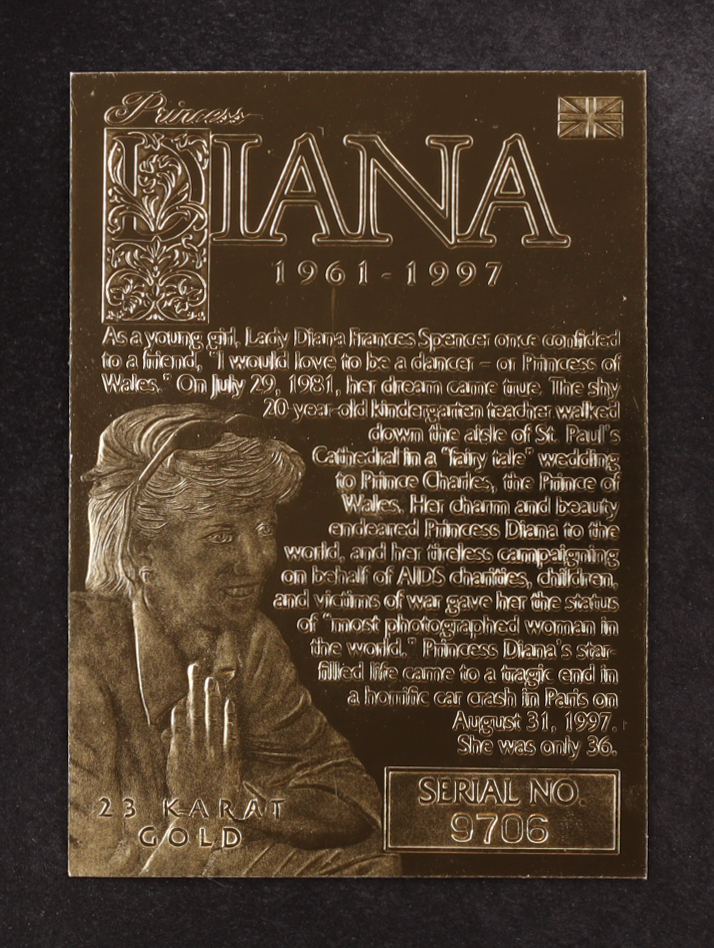 Princess
DIANA
1961-1997
As a young girl, Lady Diana Frances Spencer once confided
to a friend, "I would love to be a dancer – or Princess of
Wales." On July 29, 1981, her dream came true. The shy
20-year-old kindergarten teacher walked
down the aisle of St. Paul's
Cathedral in a "fairy tale" wedding
to Prince Charles, the Prince of
Wales. Her charm and beauty
endeared Princess Diana to the
world, and her tireless campaigning
on behalf of AIDS charities, children,
and victims of war gave her the status
of "most photographed woman in
the world." Princess Diana's star-
filled life came to a tragic end in
a horrific car crash in Paris on
August 31, 1997.
She was only 36.
23 KARAT
GOLD
SERIAL NO.
9706